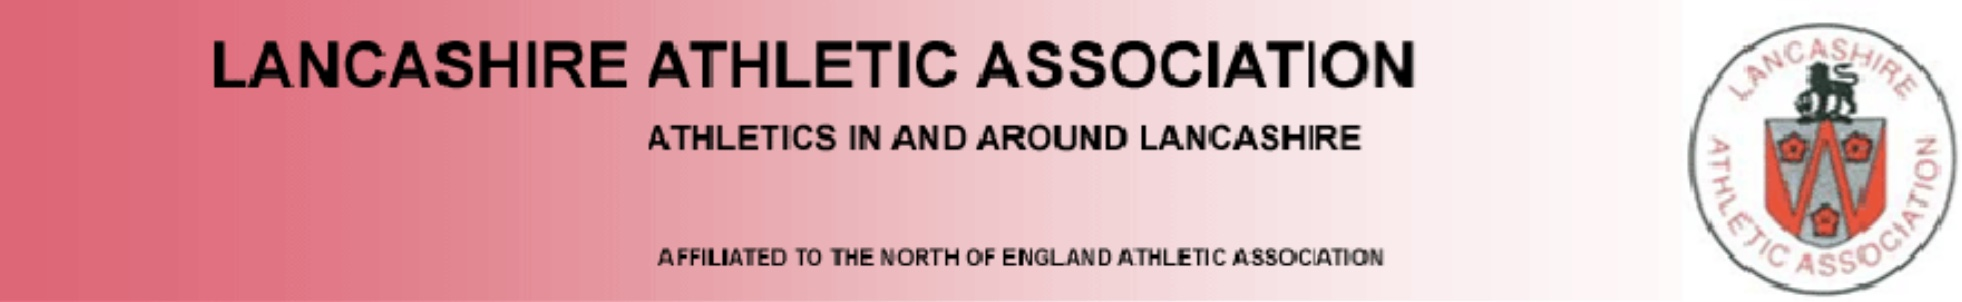 LANCASHIRE ATHLETIC ASSOCIATION
ATHLETICS IN AND AROUND LANCASHIRE
AFFILIATED TO THE NORTH OF ENGLAND ATHLETIC ASSOCIATION
LANCASHIRE
ATHLETIC ASSOCIATION